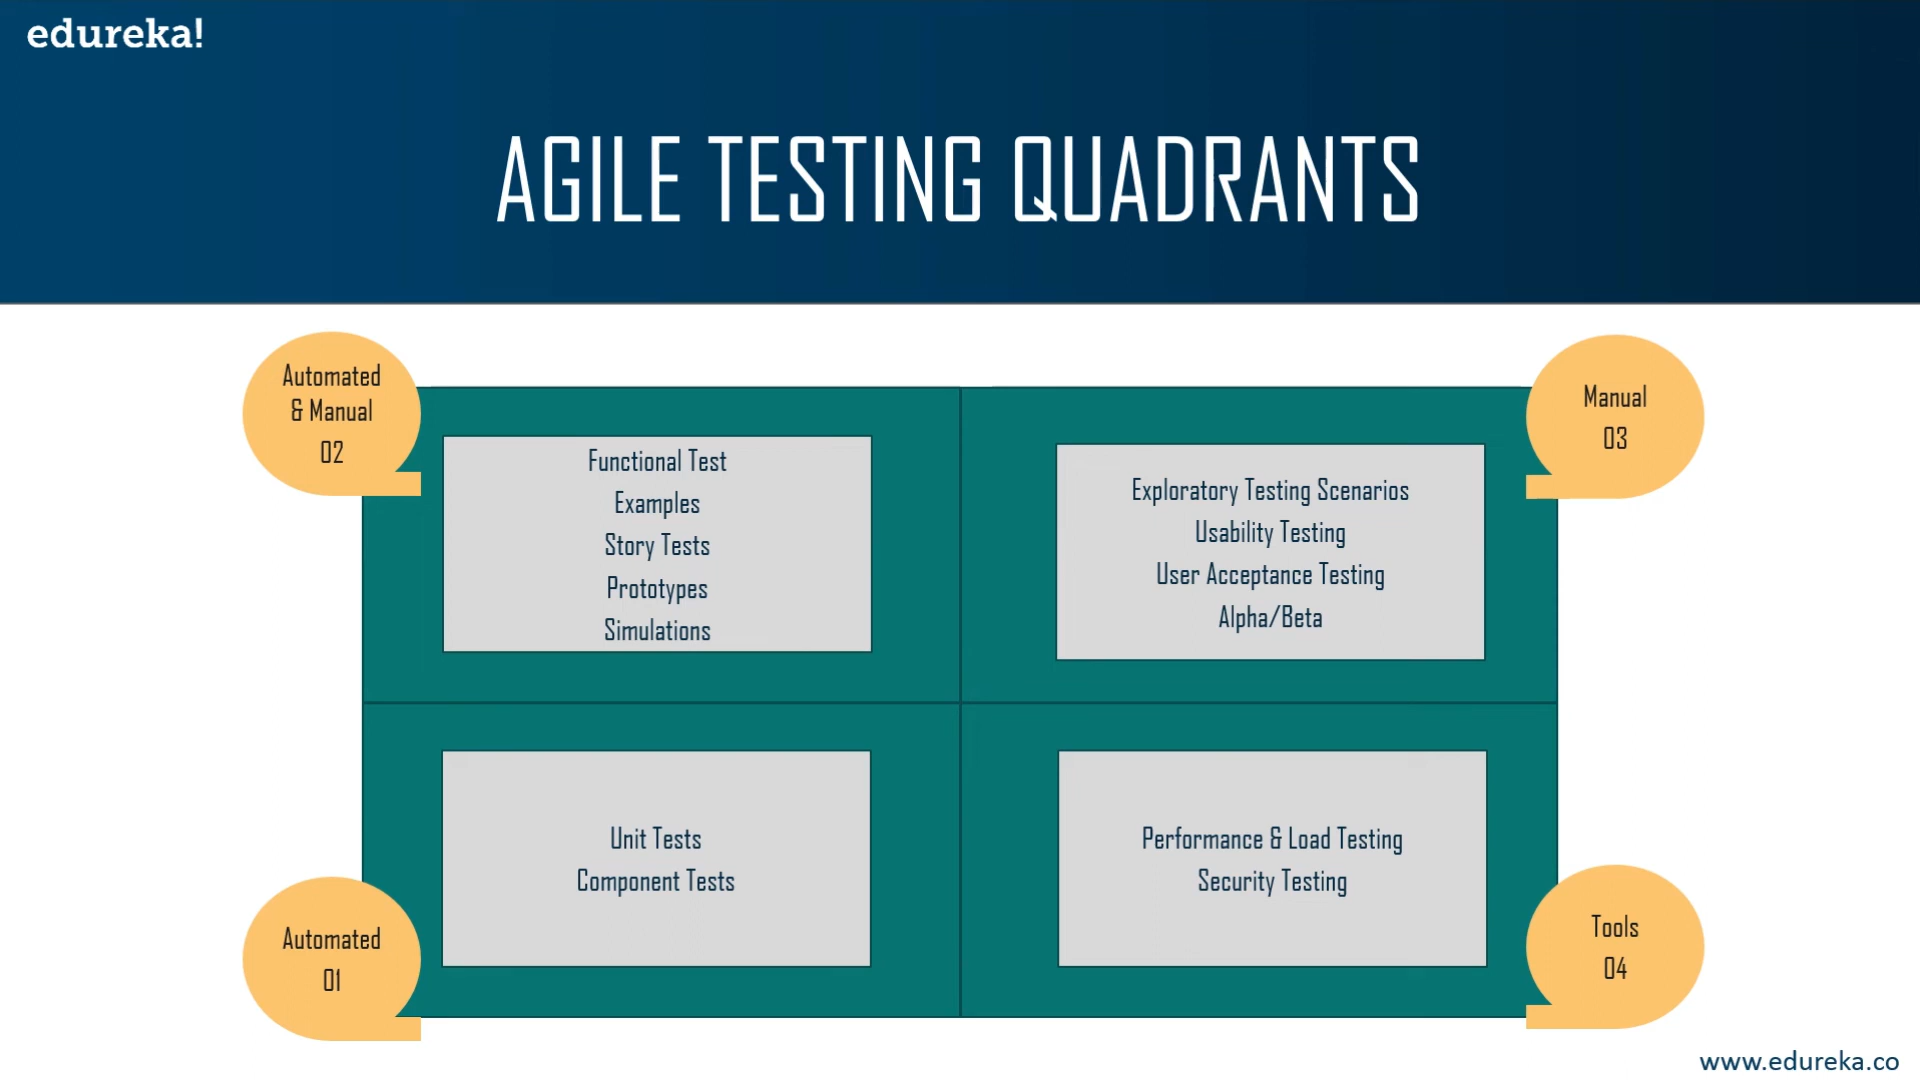 edureka!
AGILE TESTING QUADRANTS
Automated
& Manual
02
Functional Test
Examples
Story Tests
Prototypes
Simulations
Manual
03
Exploratory Testing Scenarios
Usability Testing
User Acceptance Testing
Alpha/Beta
Automated
01
Unit Tests
Component Tests
Performance & Load Testing
Security Testing
Tools
04
www.edureka.co